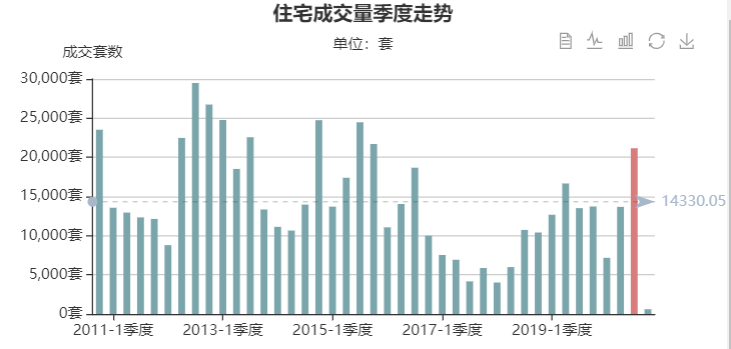 住宅成交量季度走势
单位：套
成交套数
30,000套
25,000套
20,000套
15,000套
14330.05
10,000套
5,000套
0套
2011-1季度 2013-1季度 2015-1季度 2017-1季度 2019-1季度